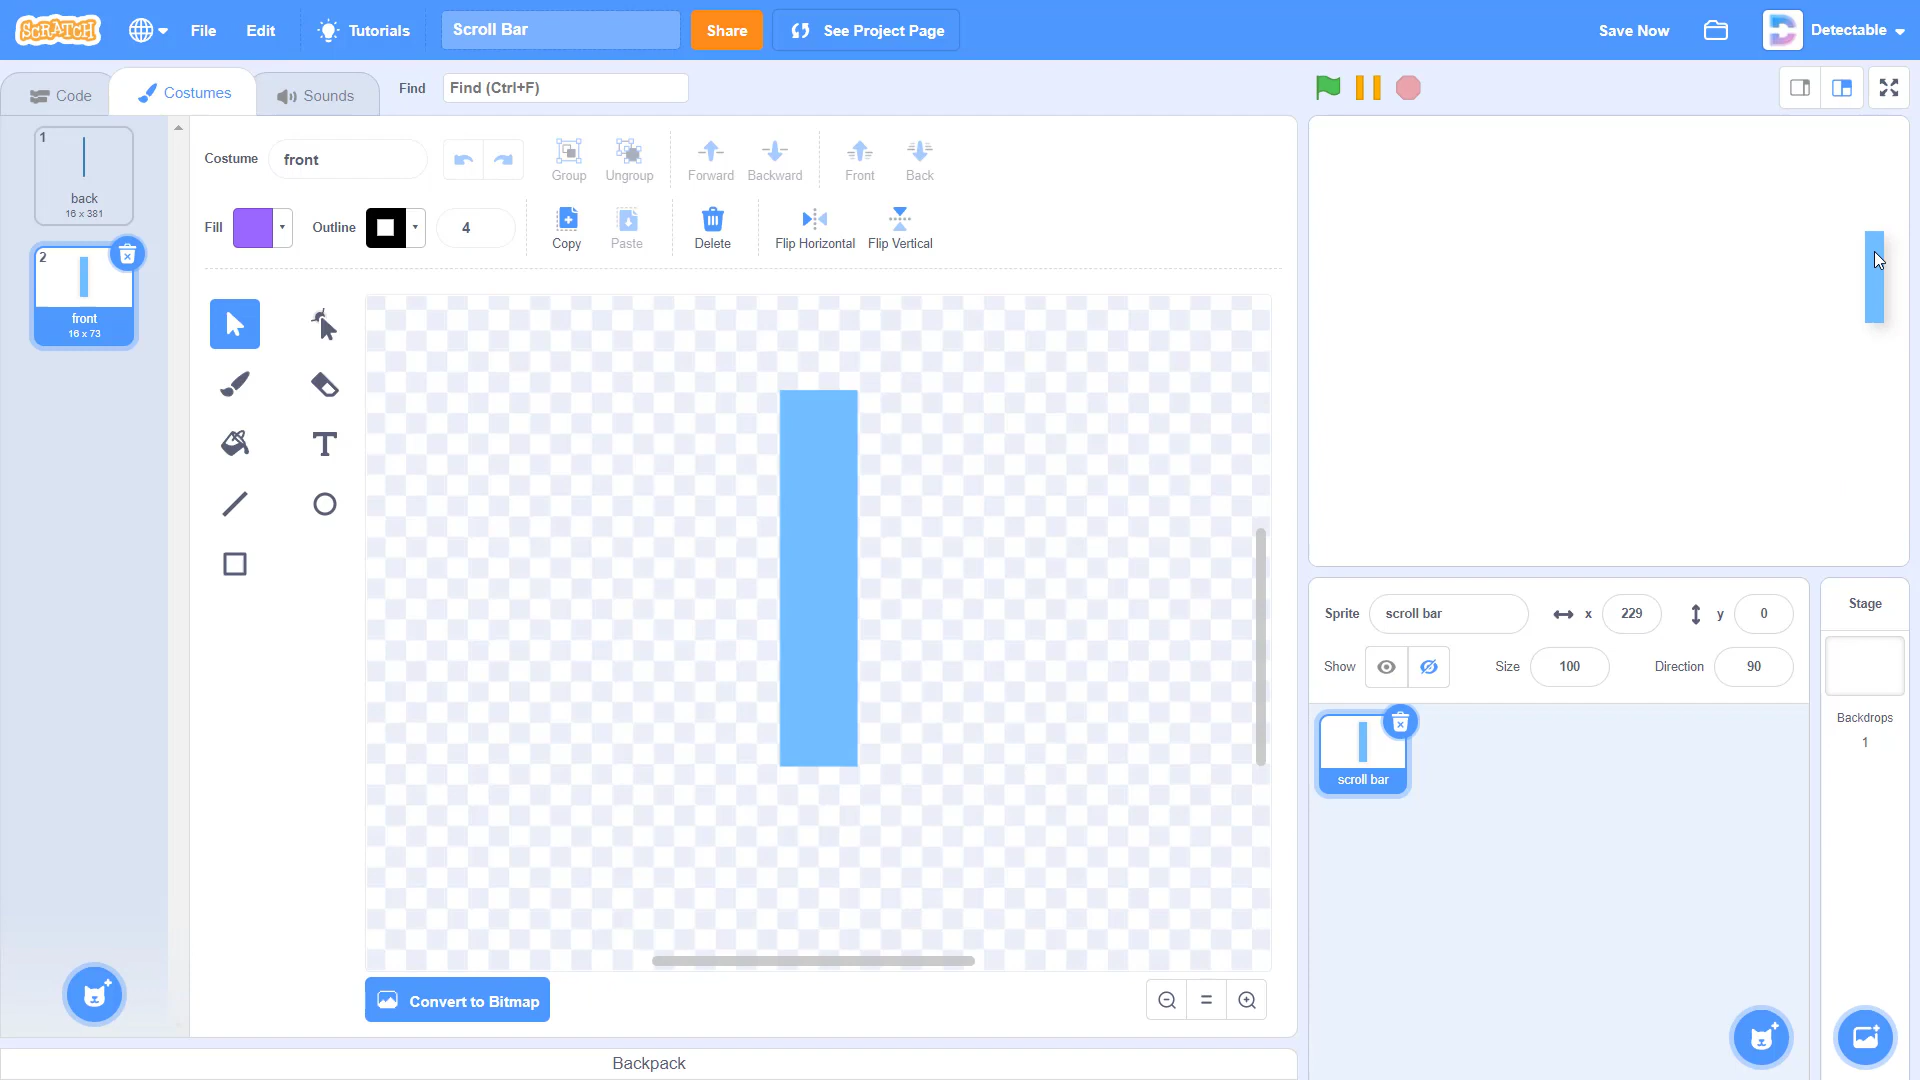 SCRATCH File Edit Tutorials Scroll Bar Share See Project Page Save Now Detectable
Code Costumes Sounds Find Find (Ctrl+F)
1
back
16 x 381
2
front
16 x 73
Costume front Group Ungroup Forward Backward Front Back
Fill Outline 4 Copy Paste Delete Flip Horizontal Flip Vertical
Convert to Bitmap
Backpack
Sprite scroll bar x 229 y 0
Show Size 100 Direction 90
scroll bar
Stage
Backdrops
1